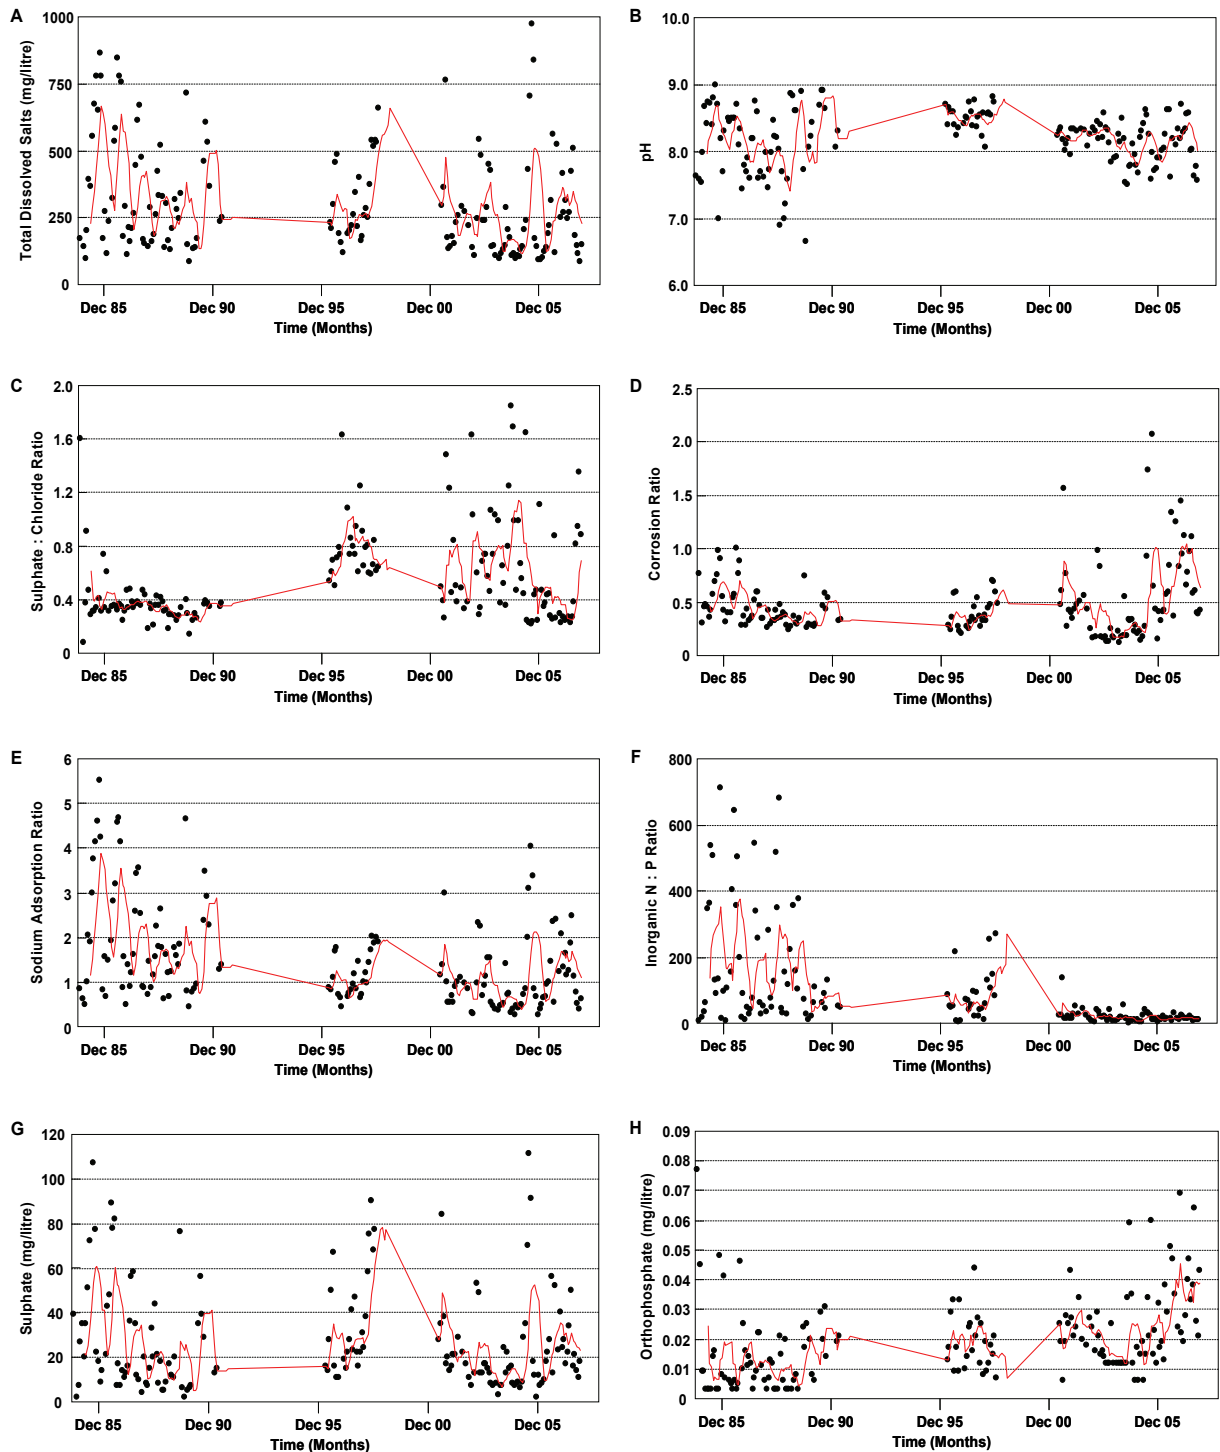 A
Total Dissolved Salts (mg/litre)
1000
750
500
250
0
Dec 85 Dec 90 Dec 95 Dec 00 Dec 05
Time (Months)
B
pH
10.0
9.0
8.0
7.0
6.0
Dec 85 Dec 90 Dec 95 Dec 00 Dec 05
Time (Months)
C
Sulphate : Chloride Ratio
2.0
1.6
1.2
0.8
0.4
0
Dec 85 Dec 90 Dec 95 Dec 00 Dec 05
Time (Months)
D
Corrosion Ratio
2.5
2.0
1.5
1.0
0.5
0
Dec 85 Dec 90 Dec 95 Dec 00 Dec 05
Time (Months)
E
Sodium Adsorption Ratio
6
5
4
3
2
1
0
Dec 85 Dec 90 Dec 95 Dec 00 Dec 05
Time (Months)
F
Inorganic N : P Ratio
800
600
400
200
0
Dec 85 Dec 90 Dec 95 Dec 00 Dec 05
Time (Months)
G
Sulphate (mg/litre)
120
100
80
60
40
20
0
Dec 85 Dec 90 Dec 95 Dec 00 Dec 05
Time (Months)
H
Orthophosphate (mg/litre)
0.09
0.08
0.07
0.06
0.05
0.04
0.03
0.02
0.01
0
Dec 85 Dec 90 Dec 95 Dec 00 Dec 05
Time (Months)